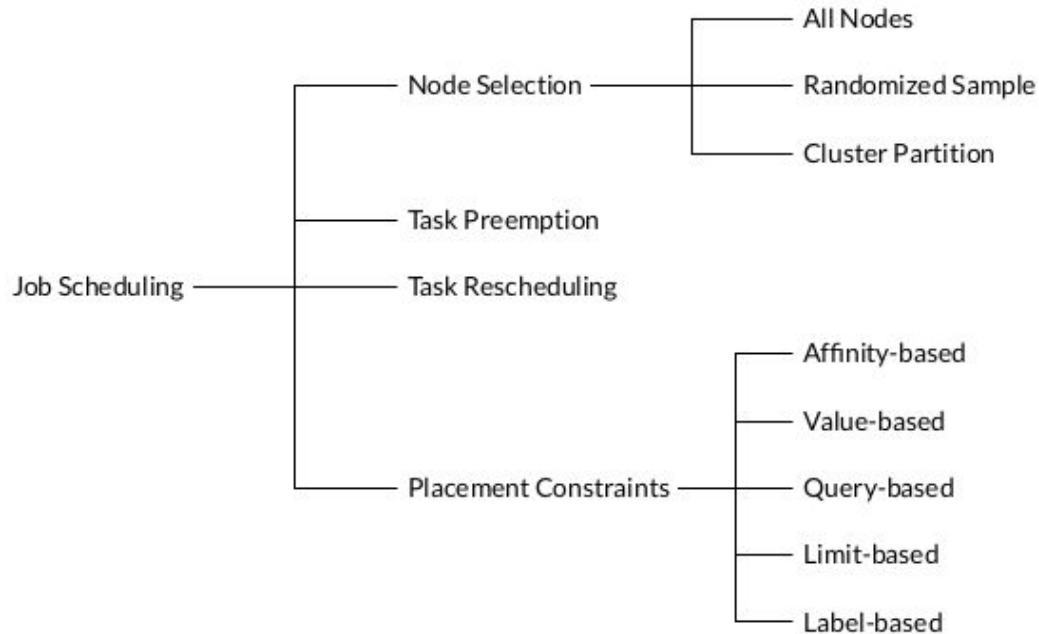 All Nodes
Node Selection
Randomized Sample
Cluster Partition
Task Preemption
Job Scheduling
Task Rescheduling
Affinity-based
Value-based
Placement Constraints
Query-based
Limit-based
Label-based